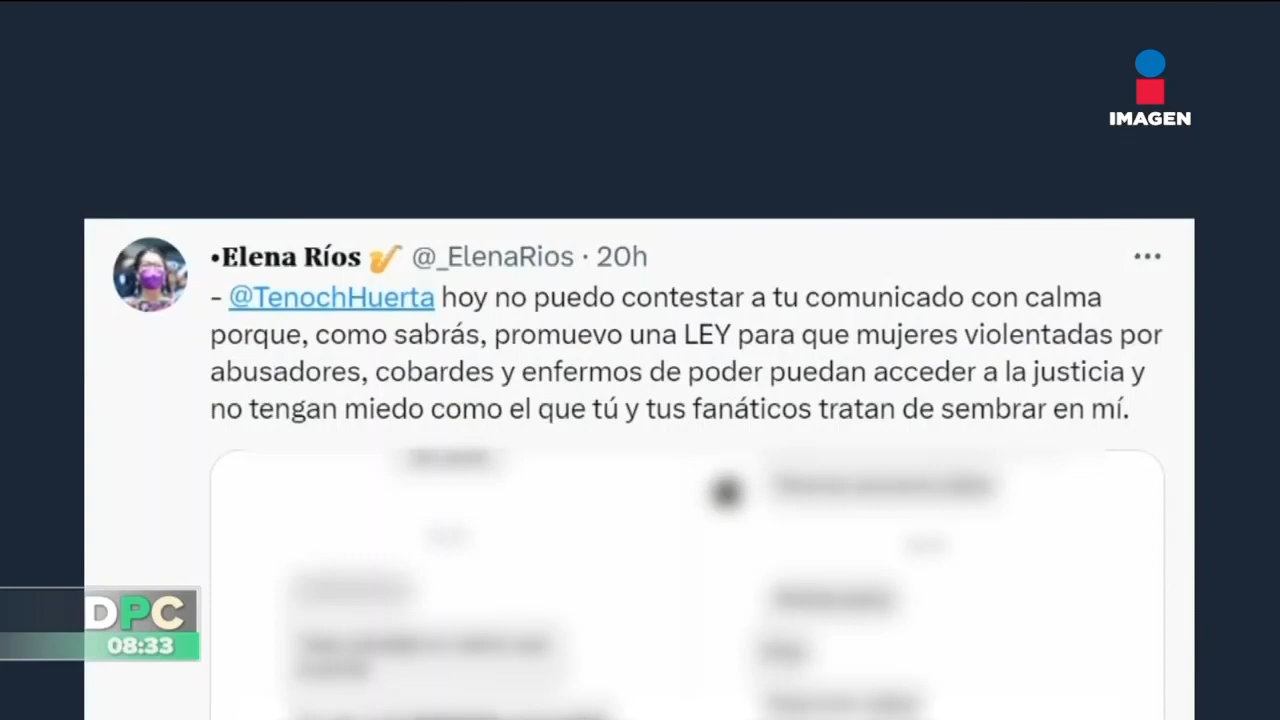 IMAGEN
•Elena Ríos 🎷 @_ElenaRios · 20h
- @TenochHuerta hoy no puedo contestar a tu comunicado con calma
porque, como sabrás, promuevo una LEY para que mujeres violentadas por
abusadores, cobardes y enfermos de poder puedan acceder a la justicia y
no tengan miedo como el que tú y tus fanáticos tratan de sembrar en mí.
DPC
08:33